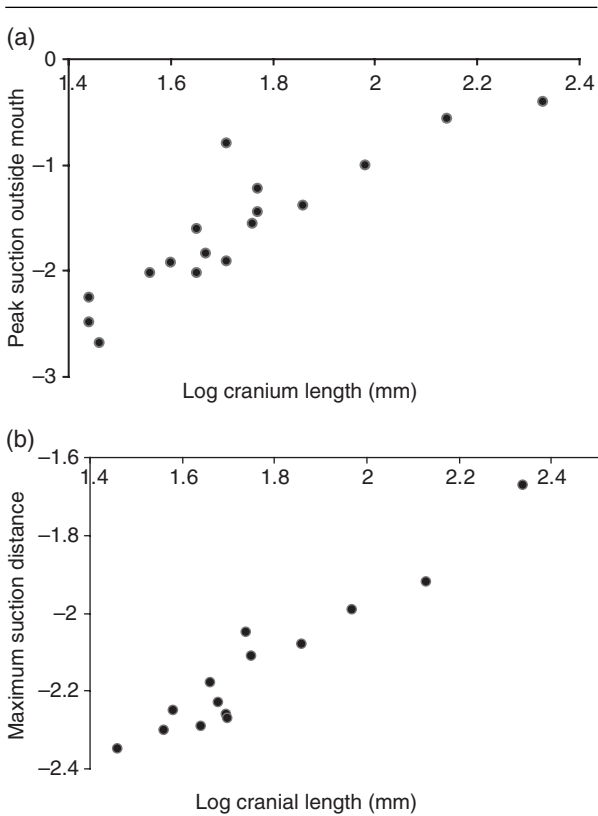 (a)
0
1.4 1.6 1.8 2 2.2 2.4
−1
−2
−3
Peak suction outside mouth
Log cranium length (mm)
(b)
−1.6
1.4 1.6 1.8 2 2.2 2.4
−1.8
−2
−2.2
−2.4
Maximum suction distance
Log cranial length (mm)